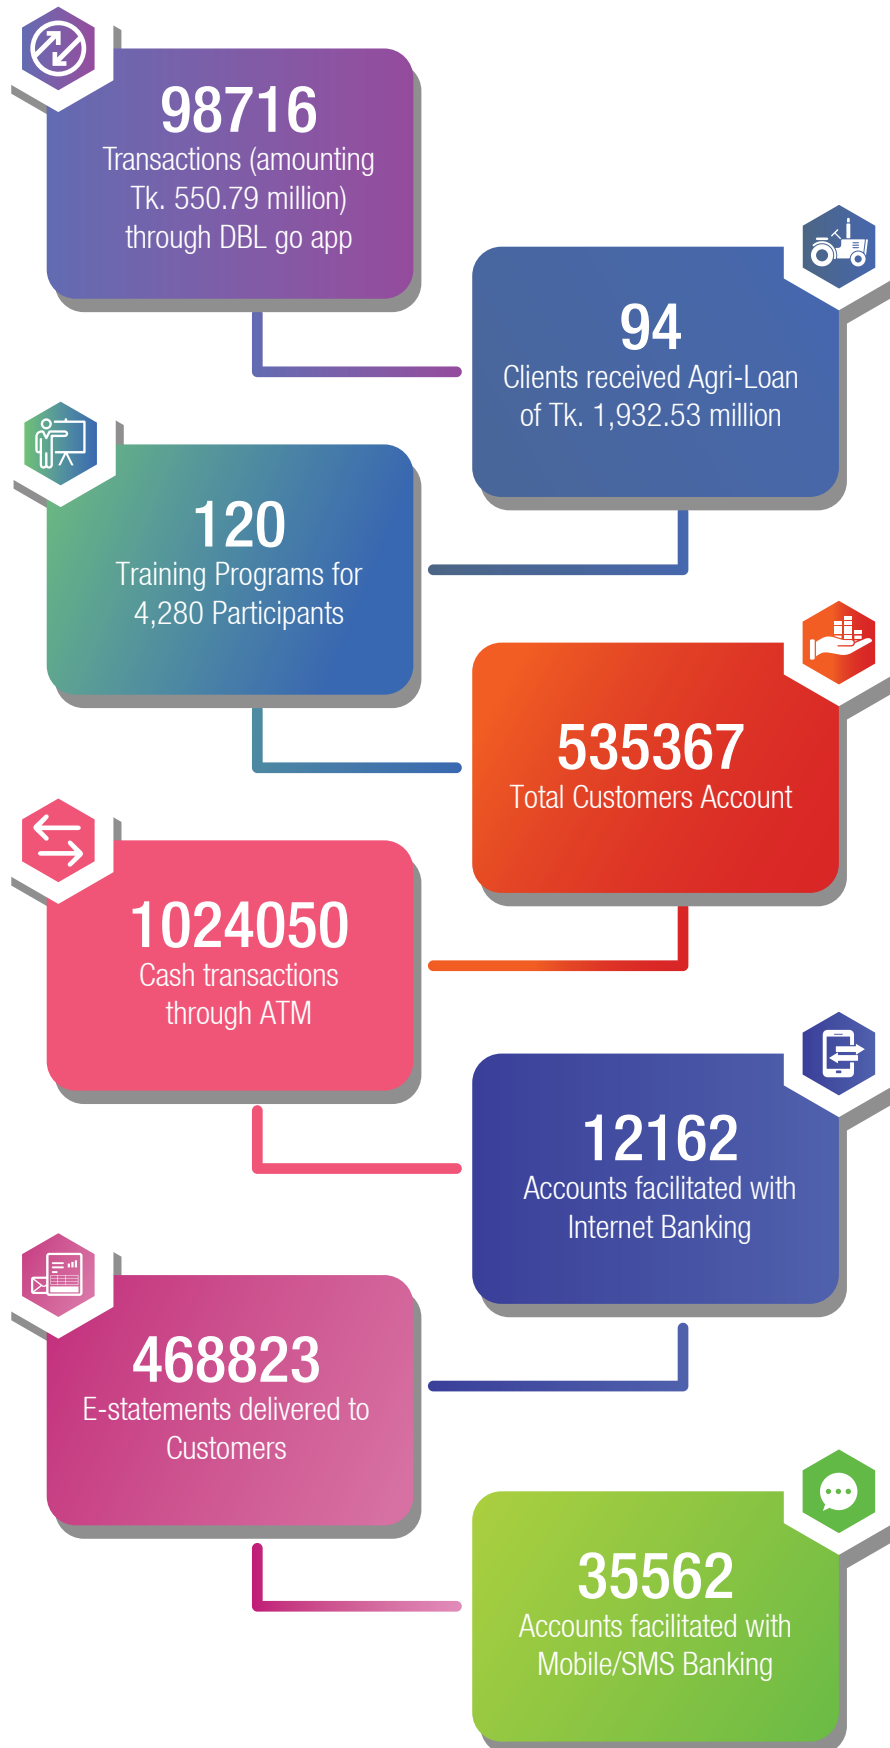 98716
Transactions (amounting
Tk. 550.79 million)
through DBL go app
94
Clients received Agri-Loan
of Tk. 1,932.53 million
120
Training Programs for
4,280 Participants
535367
Total Customers Account
1024050
Cash transactions
through ATM
12162
Accounts facilitated with
Internet Banking
468823
E-statements delivered to
Customers
35562
Accounts facilitated with
Mobile/SMS Banking